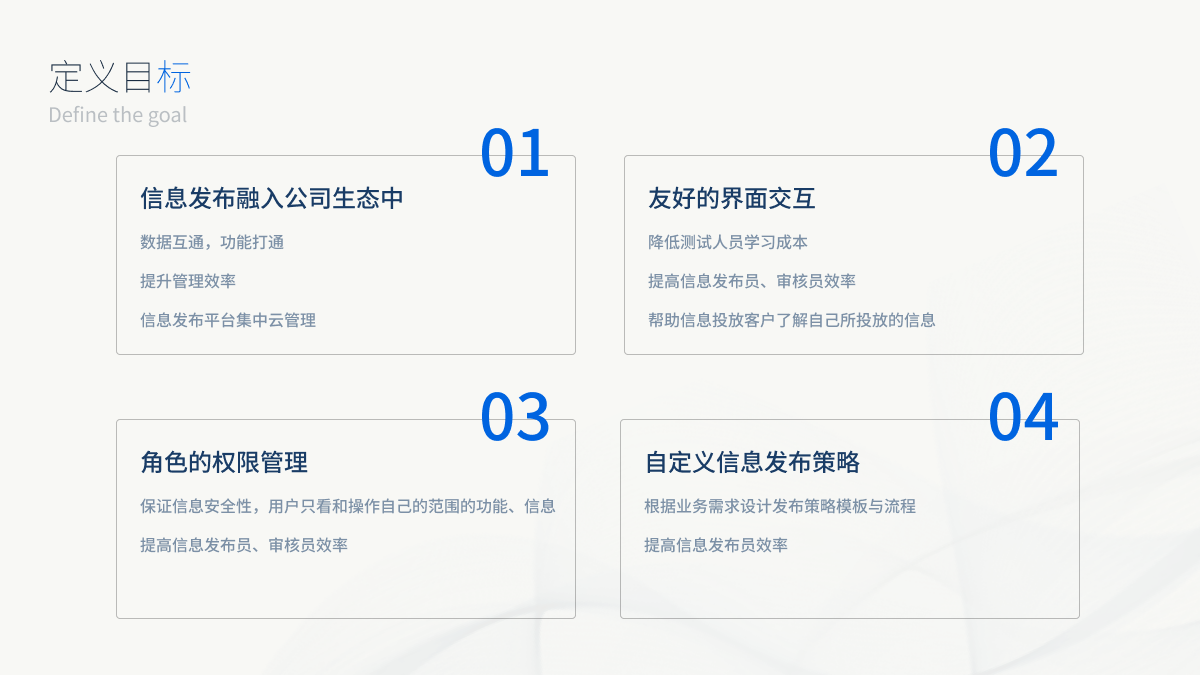 定义目标
Define the goal
01
信息发布融入公司生态中
数据互通，功能打通
提升管理效率
信息发布平台集中云管理
02
友好的界面交互
降低测试人员学习成本
提高信息发布员、审核员效率
帮助信息投放客户了解自己所投放的信息
03
角色的权限管理
保证信息安全性，用户只看和操作自己的范围的功能、信息
提高信息发布员、审核员效率
04
自定义信息发布策略
根据业务需求设计发布策略模板与流程
提高信息发布员效率